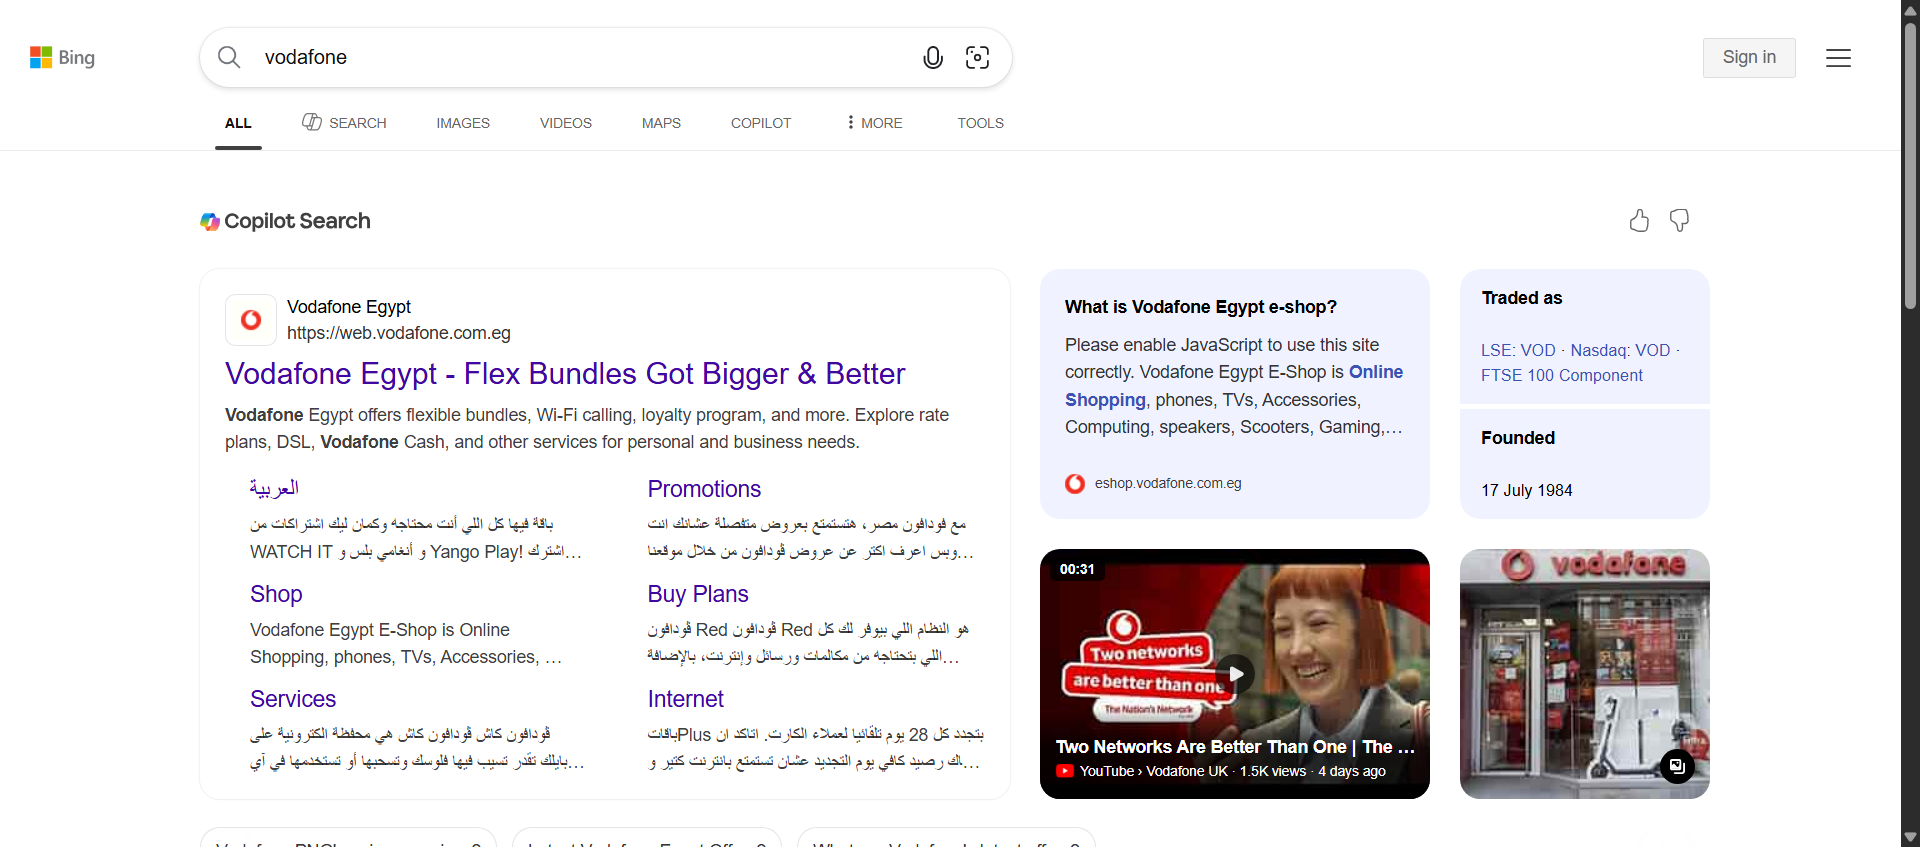 Bing
vodafone
Sign in
ALL
SEARCH
IMAGES
VIDEOS
MAPS
COPILOT
MORE
TOOLS
Copilot Search
Vodafone Egypt
https://web.vodafone.com.eg
Vodafone Egypt - Flex Bundles Got Bigger & Better
Vodafone Egypt offers flexible bundles, Wi-Fi calling, loyalty program, and more. Explore rate
plans, DSL, Vodafone Cash, and other services for personal and business needs.
العربية
باقة فيها كل اللي أنت محتاجه وكمان ليك اشتراكات من
WATCH IT و أنغامي بلس و Yango Play! اشترك...
Promotions
مع فودافون مصر، هتستمتع بعروض متفصلة عشانك انت
وبس اعرف اكتر عن عروض ڤودافون من خلال موقعنا...
Shop
Vodafone Egypt E-Shop is Online
Shopping, phones, TVs, Accessories, …
Buy Plans
ڤودافون Red هو النظام اللي بيوفر لك كل ڤودافون Red
اللي بتحتاجه من مكالمات ورسائل وإنترنت، بالإضافة...
Services
ڤودافون كاش ڤودافون كاش هي محفظة الكترونية على
بايلك تقدر تسيب فيها فلوسك وتسحبها أو تستخدمها في آي...
Internet
باقات Plus بتجدد كل 28 يوم تلقائيا لعملاء الكارت. اتاكد ان
اك رصيد كافي يوم التجديد عشان تستمتع بانترنت كتير و...
What is Vodafone Egypt e-shop?
Please enable JavaScript to use this site
correctly. Vodafone Egypt E-Shop is Online
Shopping, phones, TVs, Accessories,
Computing, speakers, Scooters, Gaming,…
eshop.vodafone.com.eg
Traded as
LSE: VOD · Nasdaq: VOD ·
FTSE 100 Component
Founded
17 July 1984
00:31
Two networks
are better than one
The Nation's Network
Two Networks Are Better Than One | The …
YouTube › Vodafone UK · 1.5K views · 4 days ago
vodafone